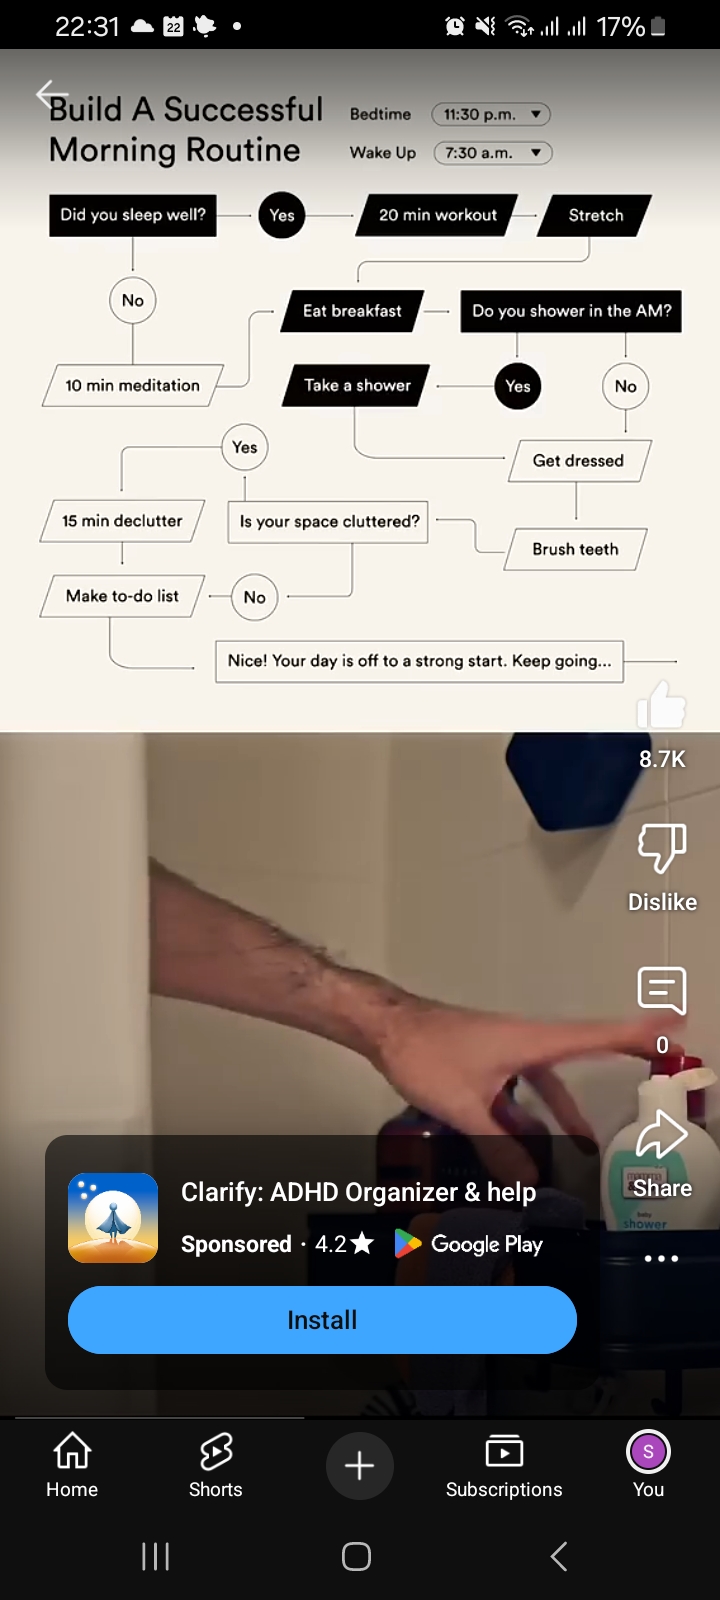 22:31
22
17%
Build A Successful
Morning Routine
Bedtime 11:30 p.m.
Wake Up 7:30 a.m.
Did you sleep well?
Yes
20 min workout
Stretch
No
Eat breakfast
Do you shower in the AM?
10 min meditation
Take a shower
Yes
No
Yes
Get dressed
15 min declutter
Is your space cluttered?
Brush teeth
Make to-do list
No
Nice! Your day is off to a strong start. Keep going...
8.7K
Dislike
0
Share
baby
shower
Clarify: ADHD Organizer & help
Sponsored · 4.2★ Google Play
Install
Home
Shorts
Subscriptions
S
You